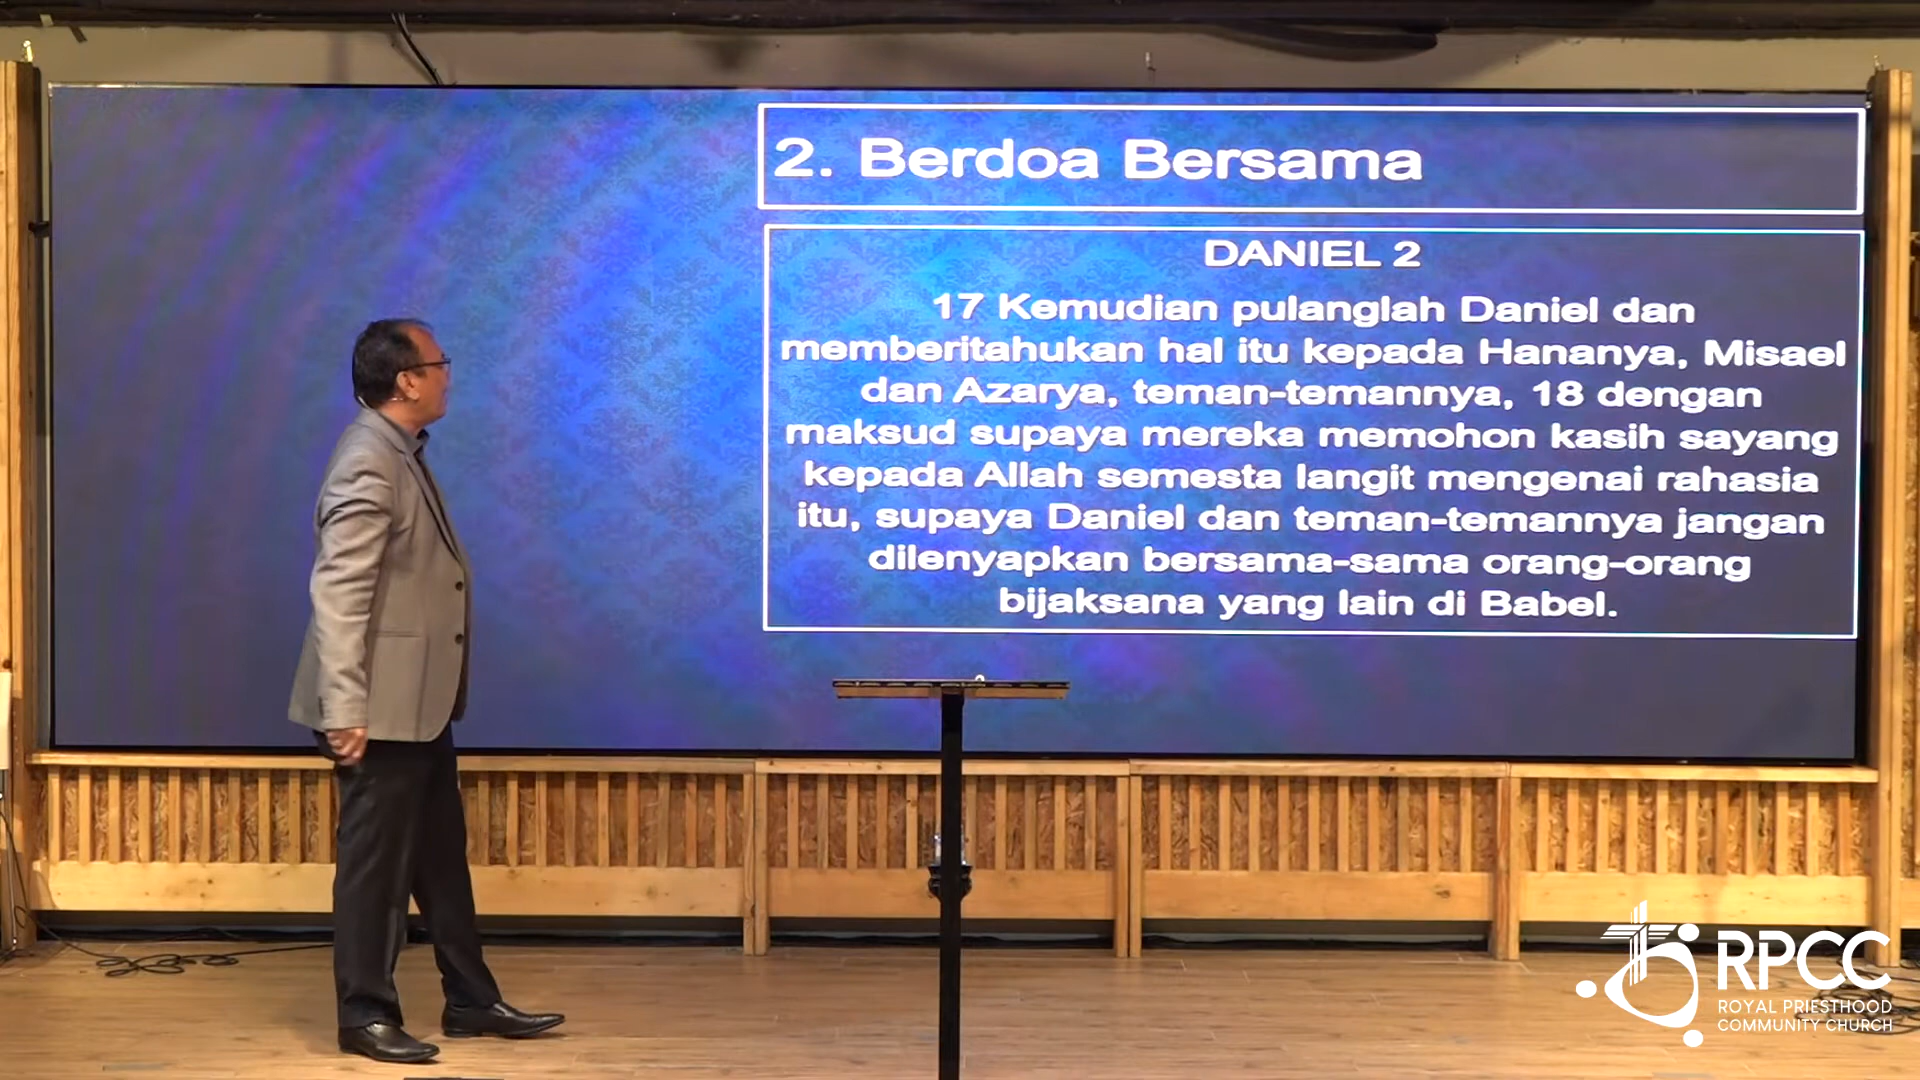 2. Berdoa Bersama
DANIEL 2
17 Kemudian pulanglah Daniel dan
memberitahukan hal itu kepada Hananya, Misael
dan Azarya, teman-temannya, 18 dengan
maksud supaya mereka memohon kasih sayang
kepada Allah semesta langit mengenai rahasia
itu, supaya Daniel dan teman-temannya jangan
dilenyapkan bersama-sama orang-orang
bijaksana yang lain di Babel.
RPCC
ROYAL PRIESTHOOD
COMMUNITY CHURCH